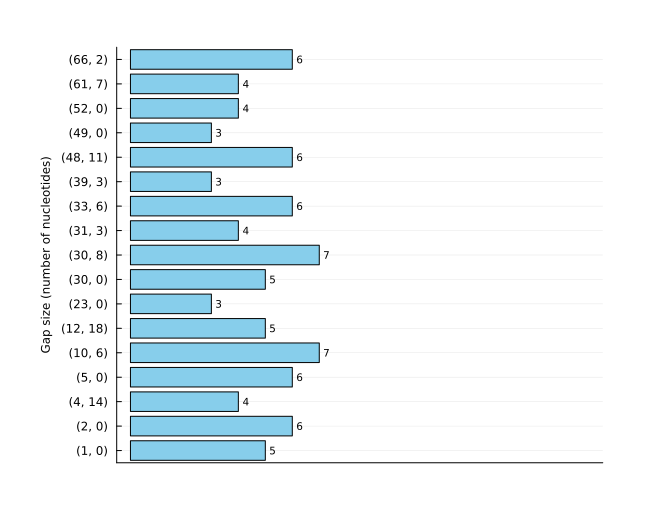 (66, 2) 6
(61, 7) 4
(52, 0) 4
(49, 0) 3
(48, 11) 6
(39, 3) 3
(33, 6) 6
(31, 3) 4
(30, 8) 7
(30, 0) 5
(23, 0) 3
(12, 18) 5
(10, 6) 7
(5, 0) 6
(4, 14) 4
(2, 0) 6
(1, 0) 5
Gap size (number of nucleotides)